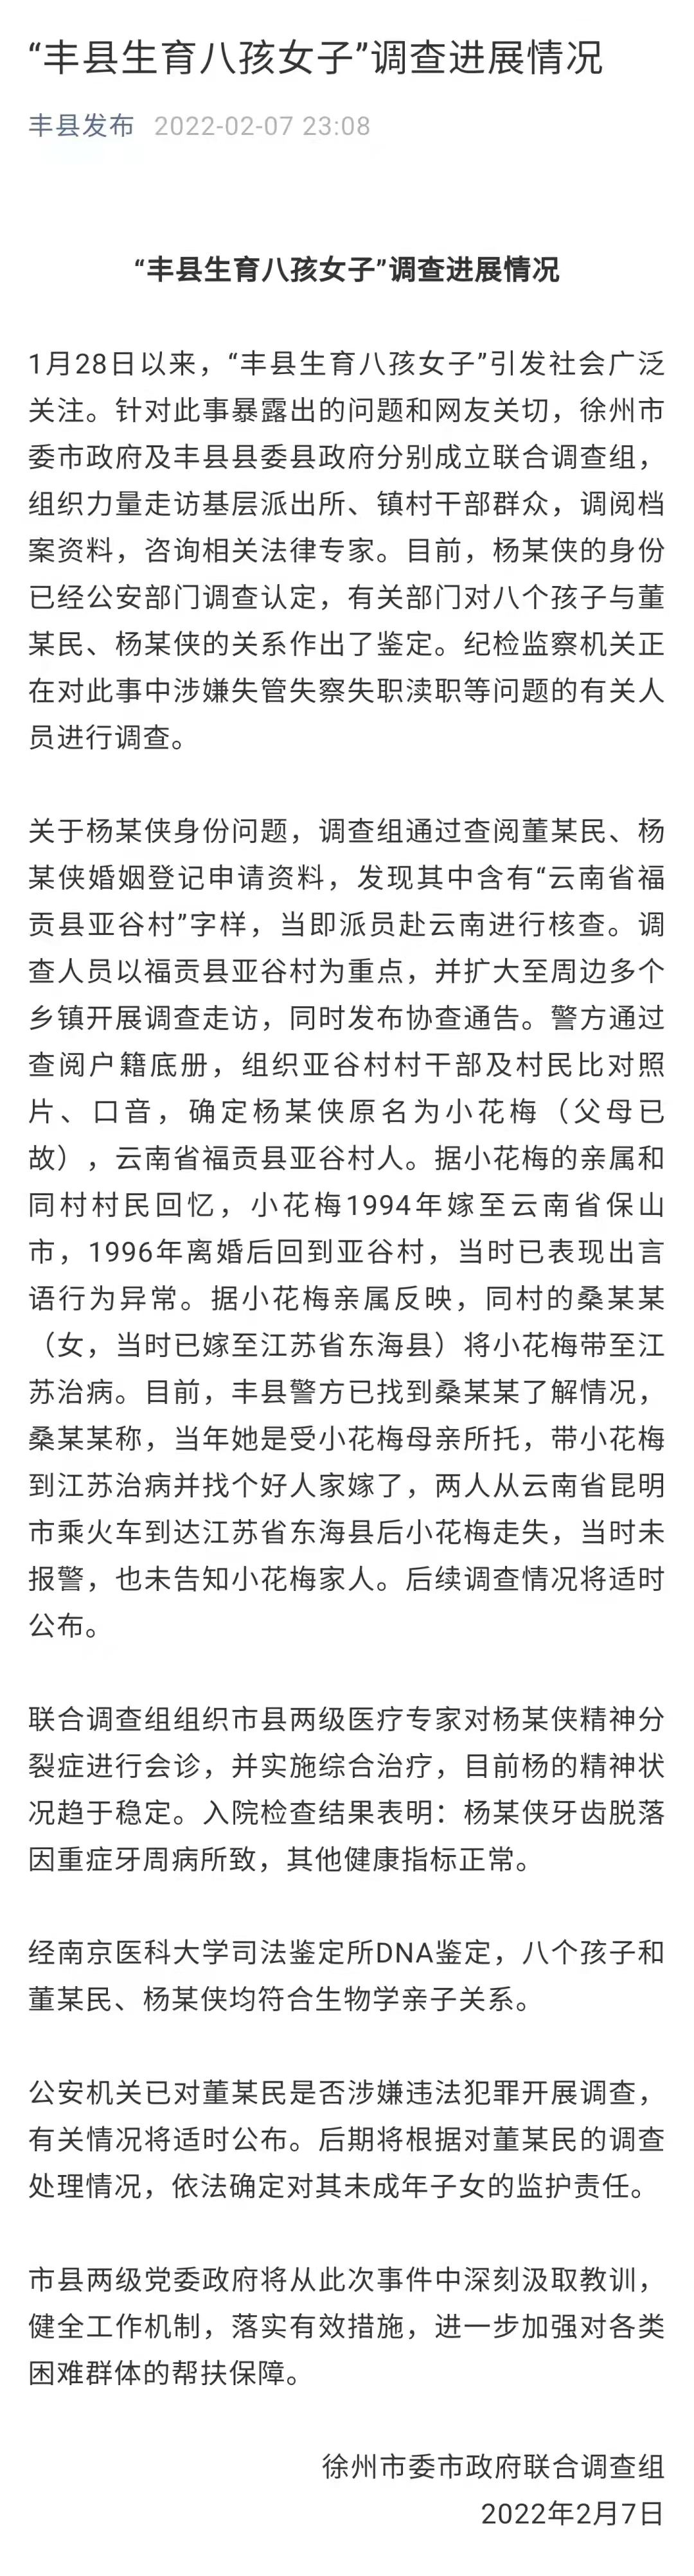 “丰县生育八孩女子”调查进展情况
丰县发布 2022-02-07 23:08
“丰县生育八孩女子”调查进展情况
1月28日以来，“丰县生育八孩女子”引发社会广泛
关注。针对此事暴露出的问题和网友关切，徐州市
委市政府及丰县县委县政府分别成立联合调查组，
组织力量走访基层派出所、镇村干部群众，调阅档
案资料，咨询相关法律专家。目前，杨某侠的身份
已经公安部门调查认定，有关部门对八个孩子与董
某民、杨某侠的关系作出了鉴定。纪检监察机关正
在对此事中涉嫌失管失察失职渎职等问题的有关人
员进行调查。
关于杨某侠身份问题，调查组通过查阅董某民、杨
某侠婚姻登记申请资料，发现其中含有“云南省福
贡县亚谷村”字样，当即派员赴云南进行核查。调
查人员以福贡县亚谷村为重点，并扩大至周边多个
乡镇开展调查走访，同时发布协查通告。警方通过
查阅户籍底册，组织亚谷村村干部及村民比对照
片、口音，确定杨某侠原名为小花梅（父母已
故），云南省福贡县亚谷村人。据小花梅的亲属和
同村村民回忆，小花梅1994年嫁至云南省保山
市，1996年离婚后回到亚谷村，当时已表现出言
语行为异常。据小花梅亲属反映，同村的桑某某
（女，当时已嫁至江苏省东海县）将小花梅带至江
苏治病。目前，丰县警方已找到桑某某了解情况，
桑某某称，当年她是受小花梅母亲所托，带小花梅
到江苏治病并找个好人家嫁了，两人从云南省昆明
市乘火车到达江苏省东海县后小花梅走失，当时未
报警，也未告知小花梅家人。后续调查情况将适时
公布。
联合调查组组织市县两级医疗专家对杨某侠精神分
裂症进行会诊，并实施综合治疗，目前杨的精神状
况趋于稳定。入院检查结果表明：杨某侠牙齿脱落
因重症牙周病所致，其他健康指标正常。
经南京医科大学司法鉴定所DNA鉴定，八个孩子和
董某民、杨某侠均符合生物学亲子关系。
公安机关已对董某民是否涉嫌违法犯罪开展调查，
有关情况将适时公布。后期将根据对董某民的调查
处理情况，依法确定对其未成年子女的监护责任。
市县两级党委政府将从此次事件中深刻汲取教训，
健全工作机制，落实有效措施，进一步加强对各类
困难群体的帮扶保障。
徐州市委市政府联合调查组
2022年2月7日